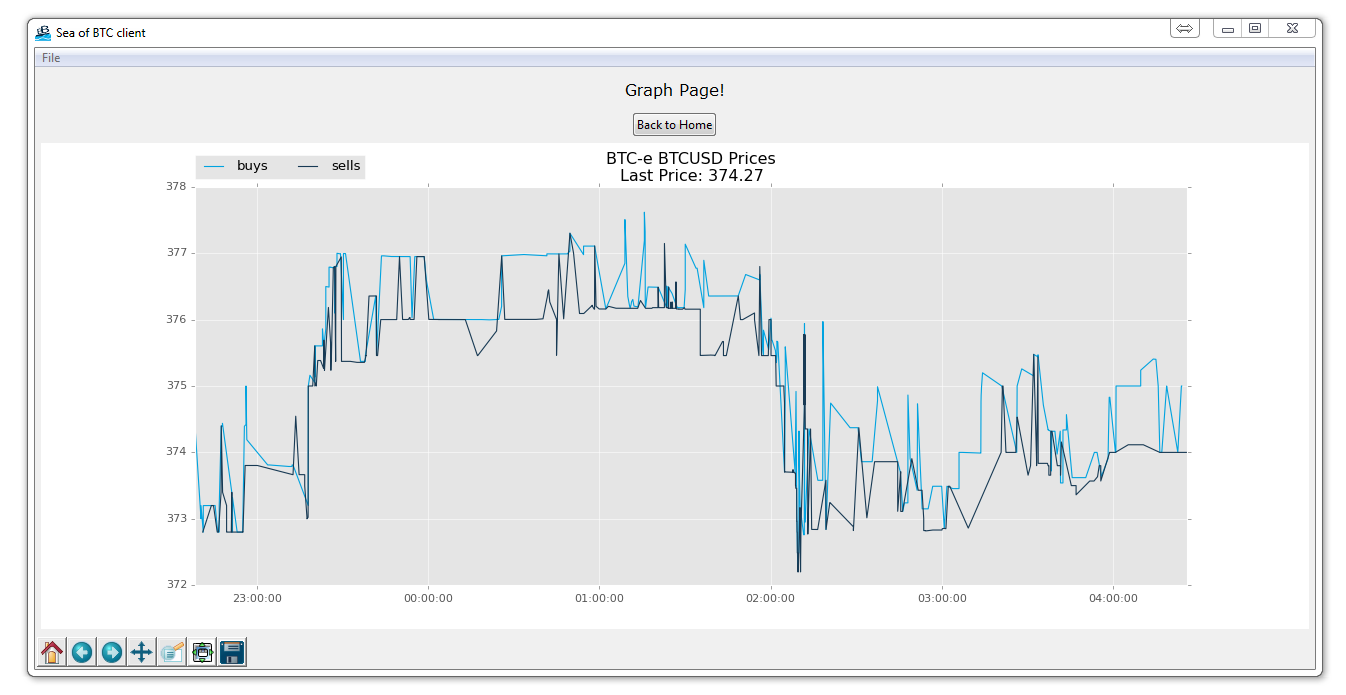 Sea of BTC client
File
Graph Page!
Back to Home
buys sells
BTC-e BTCUSD Prices
Last Price: 374.27
378
377
376
375
374
373
372
23:00:00 00:00:00 01:00:00 02:00:00 03:00:00 04:00:00